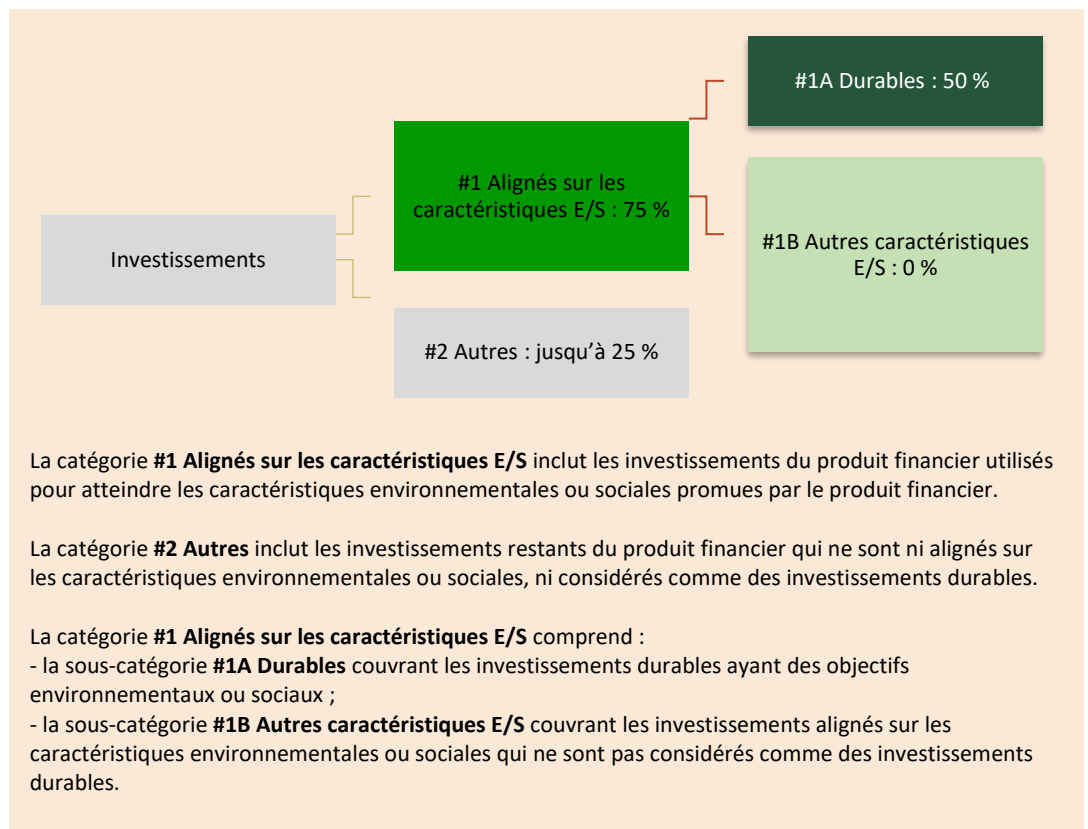 #1A Durables : 50 %
#1 Alignés sur les
caractéristiques E/S : 75 %
#1B Autres caractéristiques
E/S : 0 %
Investissements
#2 Autres : jusqu’à 25 %
La catégorie #1 Alignés sur les caractéristiques E/S inclut les investissements du produit financier utilisés
pour atteindre les caractéristiques environnementales ou sociales promues par le produit financier.
La catégorie #2 Autres inclut les investissements restants du produit financier qui ne sont ni alignés sur
les caractéristiques environnementales ou sociales, ni considérés comme des investissements durables.
La catégorie #1 Alignés sur les caractéristiques E/S comprend :
- la sous-catégorie #1A Durables couvrant les investissements durables ayant des objectifs
environnementaux ou sociaux ;
- la sous-catégorie #1B Autres caractéristiques E/S couvrant les investissements alignés sur les
caractéristiques environnementales ou sociales qui ne sont pas considérés comme des investissements
durables.